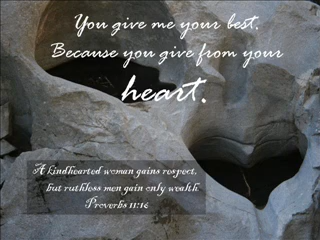 You give me your best.
Because you give from your
heart.
A kindhearted woman gains respect,
but ruthless men gain only wealth.
Proverbs 11:16